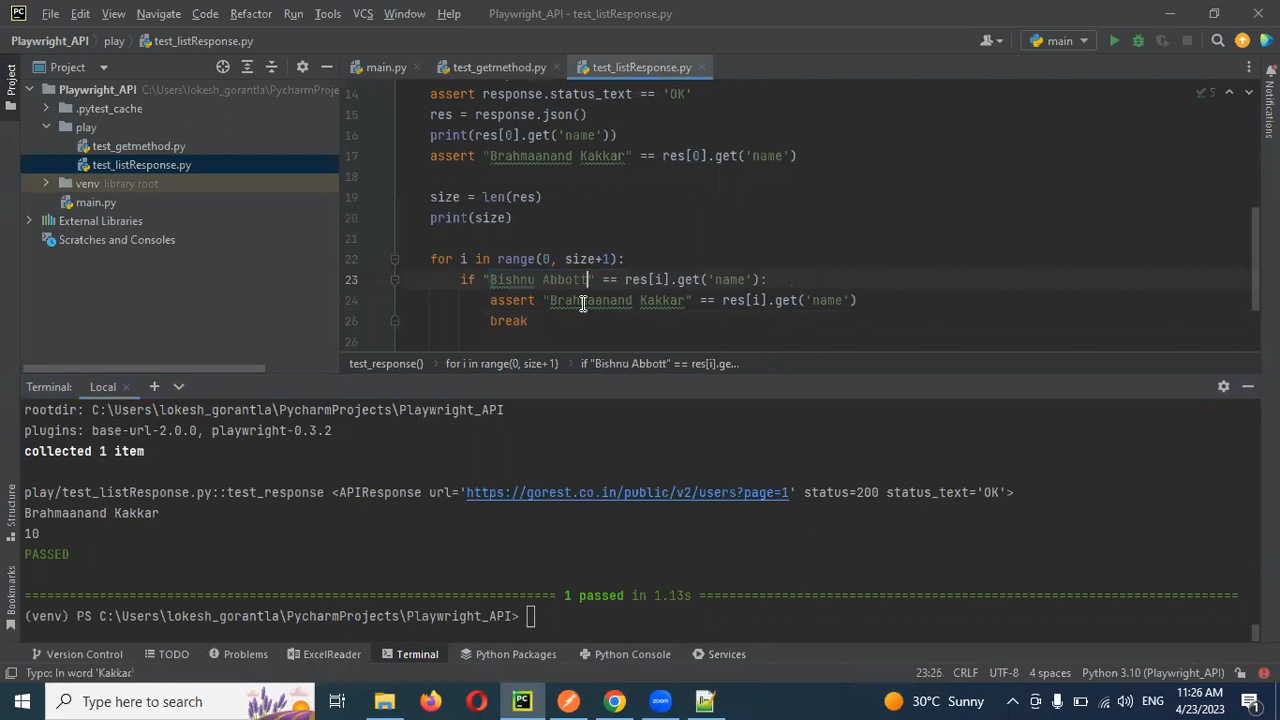 PC File Edit View Navigate Code Refactor Run Tools VCS Window Help Playwright_API - test_listResponse.py
Playwright_API play test_listResponse.py main
Project main.py test_getmethod.py test_listResponse.py
Project
Notifications
Playwright_API C:\Users\lokesh_gorantla\PycharmProje
.pytest_cache
play
test_getmethod.py
test_listResponse.py
venv library root
main.py
External Libraries
Scratches and Consoles
14 assert response.status_text == 'OK' 5
15 res = response.json()
16 print(res[0].get('name'))
17 assert "Brahmaanand Kakkar" == res[0].get('name')
19 size = len(res)
20 print(size)
21
22 for i in range(0, size+1):
23 if "Bishnu Abbott" == res[i].get('name'):
24 assert "Brahmaanand Kakkar" == res[i].get('name')
26 break
26
test_response() for i in range(0, size+1) if "Bishnu Abbott" == res[i].ge...
Terminal: Local
rootdir: C:\Users\lokesh_gorantla\PycharmProjects\Playwright_API
plugins: base-url-2.0.0, playwright-0.3.2
collected 1 item
play/test_listResponse.py::test_response <APIResponse url='https://gorest.co.in/public/v2/users?page=1' status=200 status_text='OK'>
Brahmaanand Kakkar
10
PASSED
1 passed in 1.13s
(venv) PS C:\Users\lokesh_gorantla\PycharmProjects\Playwright_API>
Structure
Bookmarks
Version Control TODO Problems ExcelReader Terminal Python Packages Python Console Services
Typo: In word 'Kakkar' 23:26 CRLF UTF-8 4 spaces Python 3.10 (Playwright_API)
Type here to search PC zoom 30°C Sunny ENG 11:26 AM
4/23/2023 1